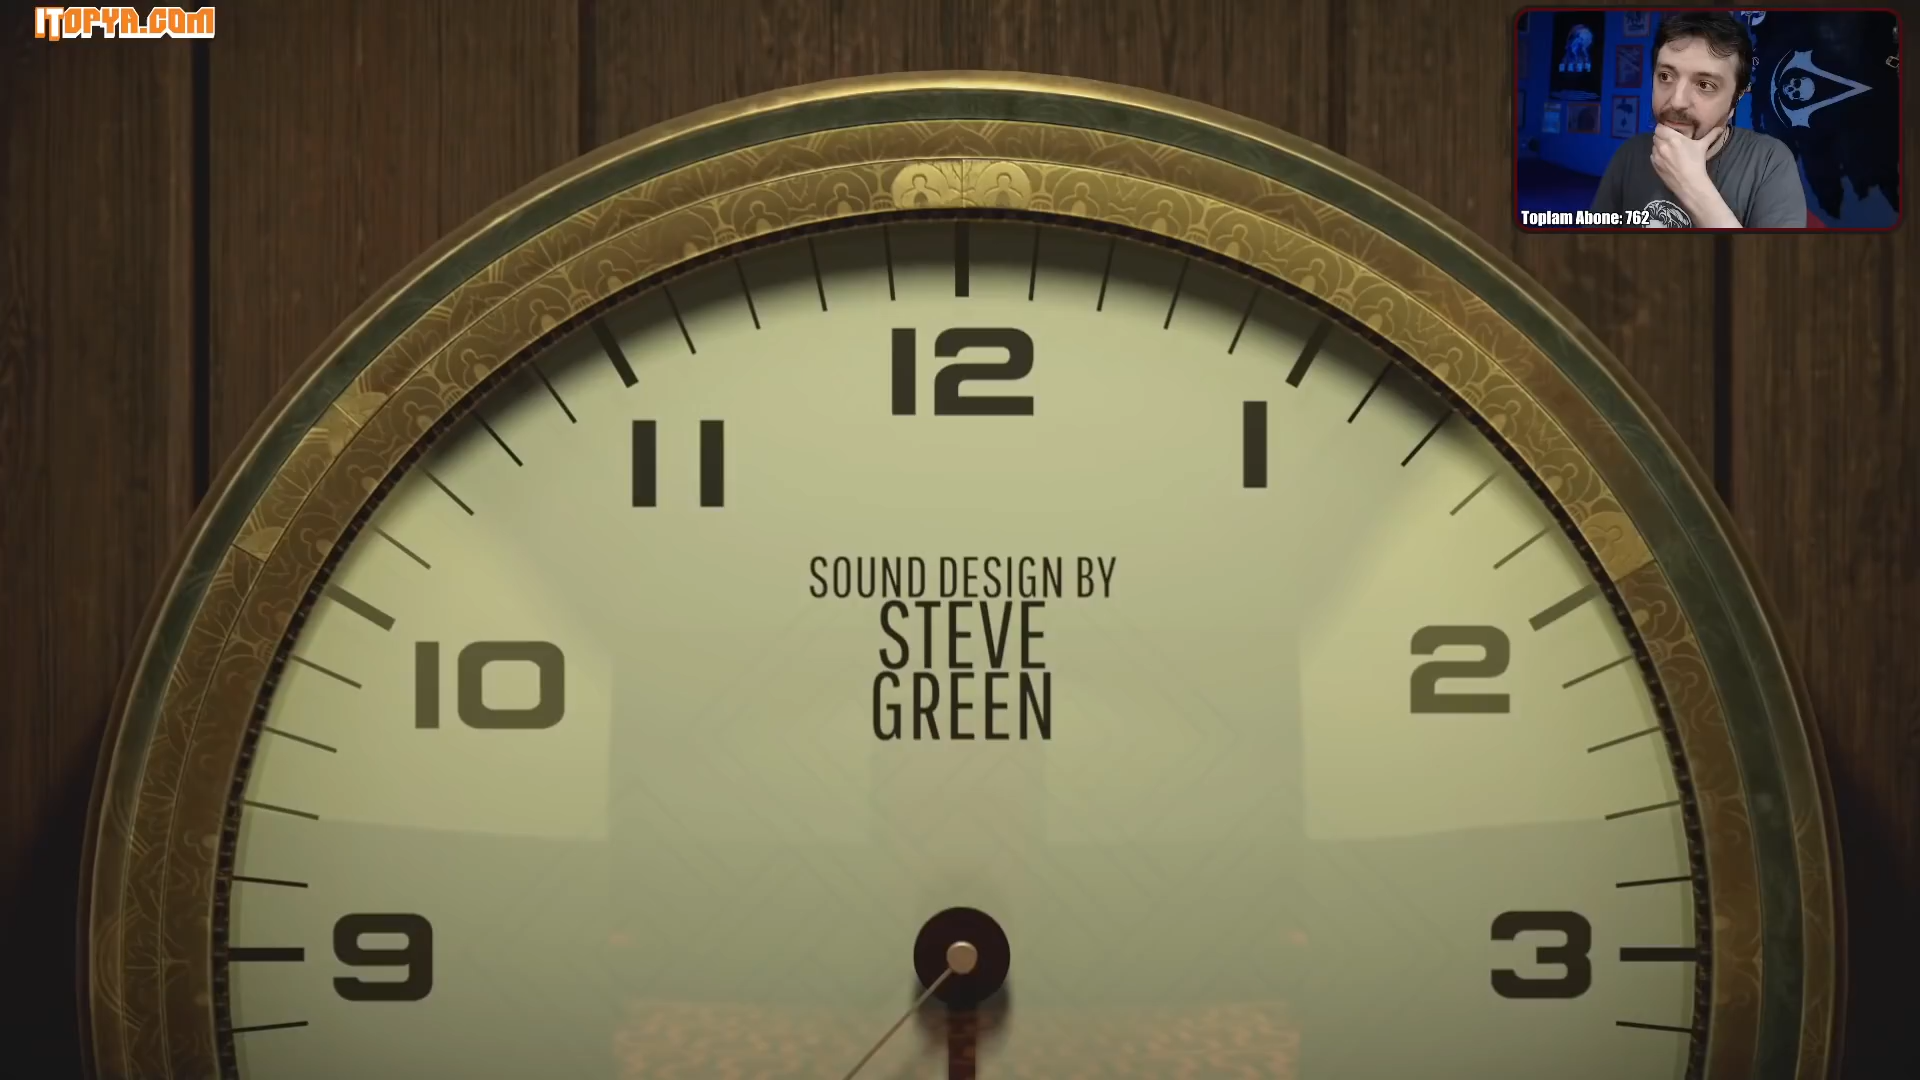 ITOPYA.COM
Toplam Abone: 762
12
11
1
SOUND DESIGN BY
STEVE
GREEN
10
2
9
3